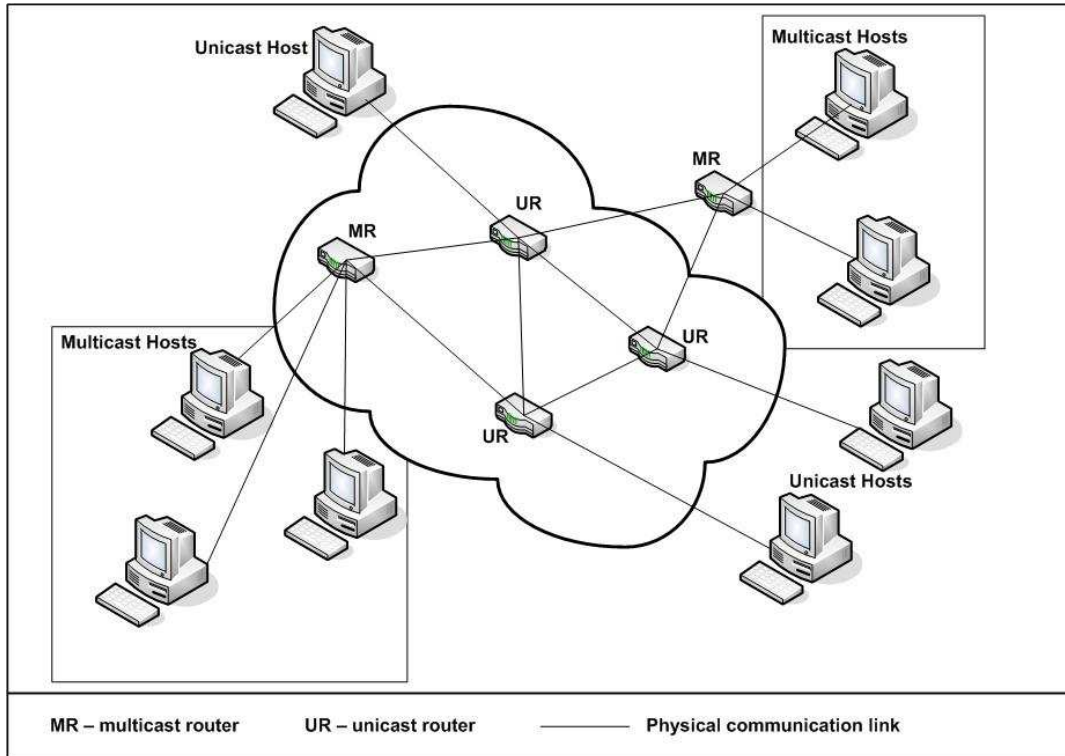 Unicast Host
Multicast Hosts
MR
UR
MR
Multicast Hosts
UR
UR
Unicast Hosts
MR – multicast router
UR – unicast router
Physical communication link